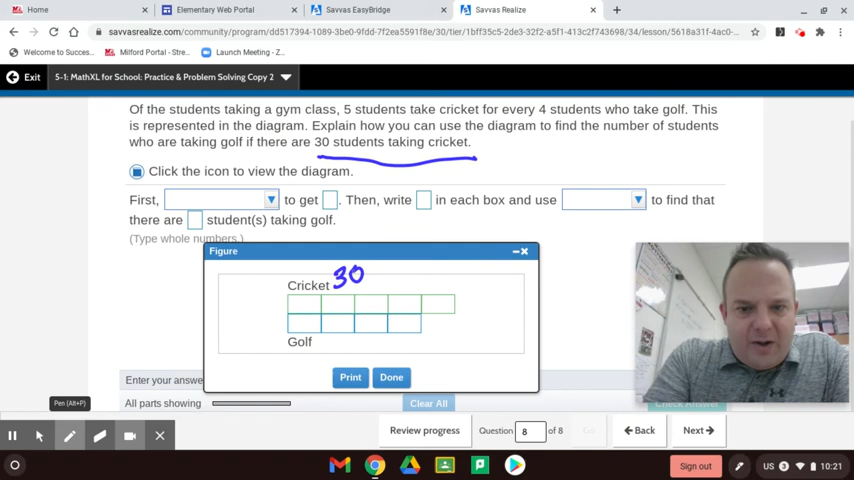 Home
Elementary Web Portal
Savvas EasyBridge
Savvas Realize
savvasrealize.com/community/program/dd517394-1089-3be0-9fdd-7f2ea5591f8e/30/tier/1bff35c5-2de3-32f2-a5f1-413c2f743698/34/lesson/5618a31f-4ac0-...
Welcome to Succes...
Milford Portal - Stre...
Launch Meeting - Z...
Exit
5-1: MathXL for School: Practice & Problem Solving Copy 2
Of the students taking a gym class, 5 students take cricket for every 4 students who take golf. This
is represented in the diagram. Explain how you can use the diagram to find the number of students
who are taking golf if there are 30 students taking cricket.
Click the icon to view the diagram.
First, to get . Then, write in each box and use to find that
there are student(s) taking golf.
(Type whole numbers.)
Figure
Cricket 30
Golf
Print Done
Enter your answe
Pen (Alt+P)
All parts showing
Clear All
Check Answer
Review progress
Question 8 of 8
Go
Back
Next
Sign out
US 3 10:21